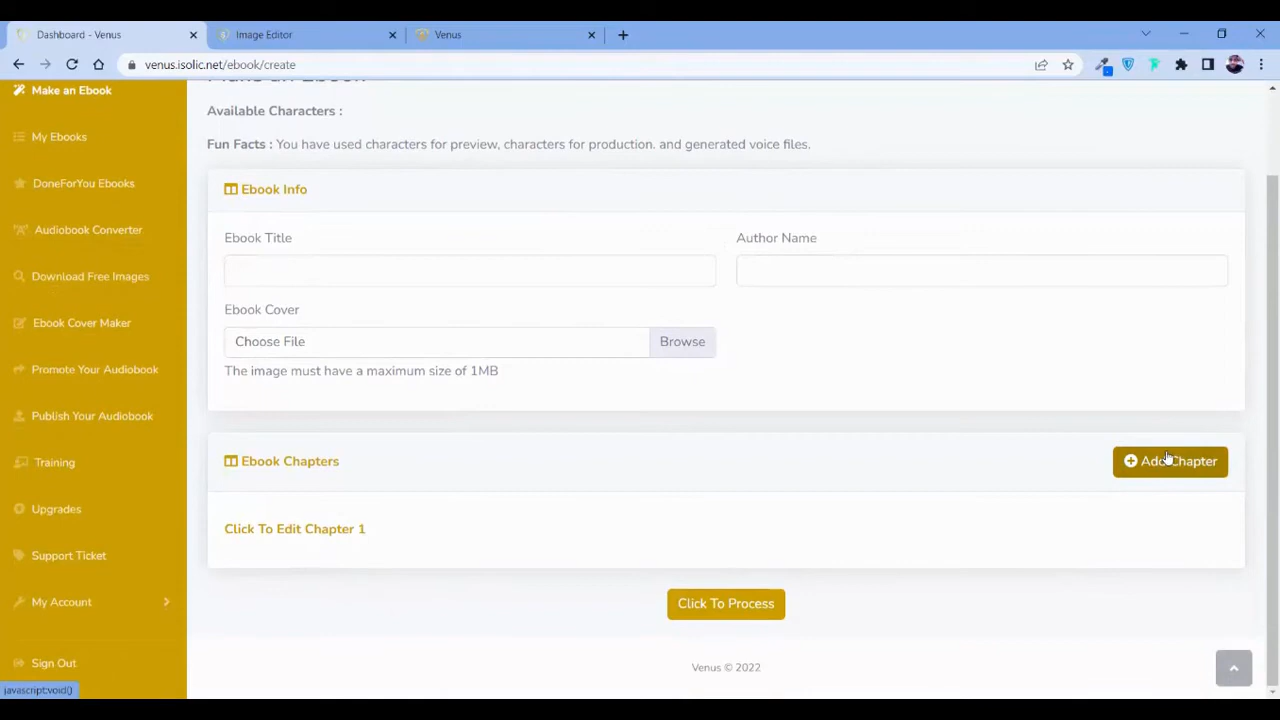 Dashboard - Venus
Image Editor
Venus
venus.isolic.net/ebook/create
Make an Ebook
Make an Ebook
My Ebooks
DoneForYou Ebooks
Audiobook Converter
Download Free Images
Ebook Cover Maker
Promote Your Audiobook
Publish Your Audiobook
Training
Upgrades
Support Ticket
My Account
Sign Out
javascript:void()
Available Characters :
Fun Facts : You have used characters for preview, characters for production. and generated voice files.
Ebook Info
Ebook Title
Author Name
Ebook Cover
Choose File
Browse
The image must have a maximum size of 1MB
Ebook Chapters
Add Chapter
Click To Edit Chapter 1
Click To Process
Venus © 2022